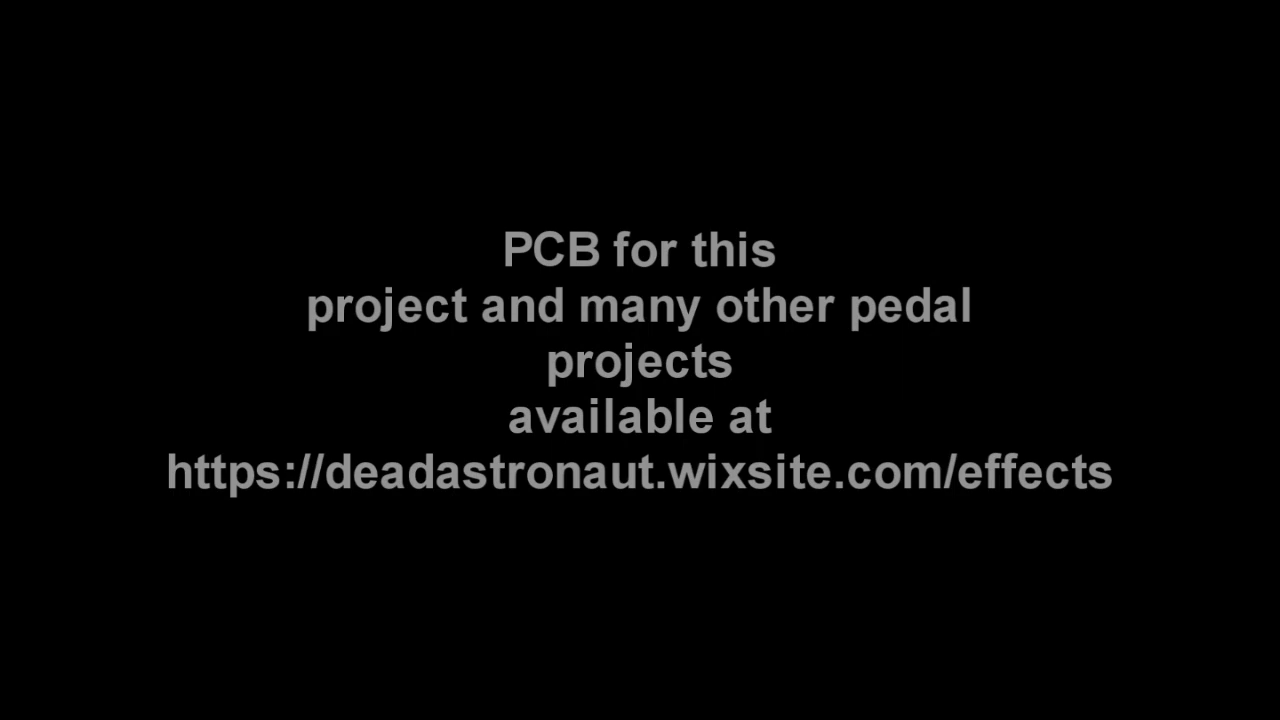 PCB for this
project and many other pedal
projects
available at
https://deadastronaut.wixsite.com/effects